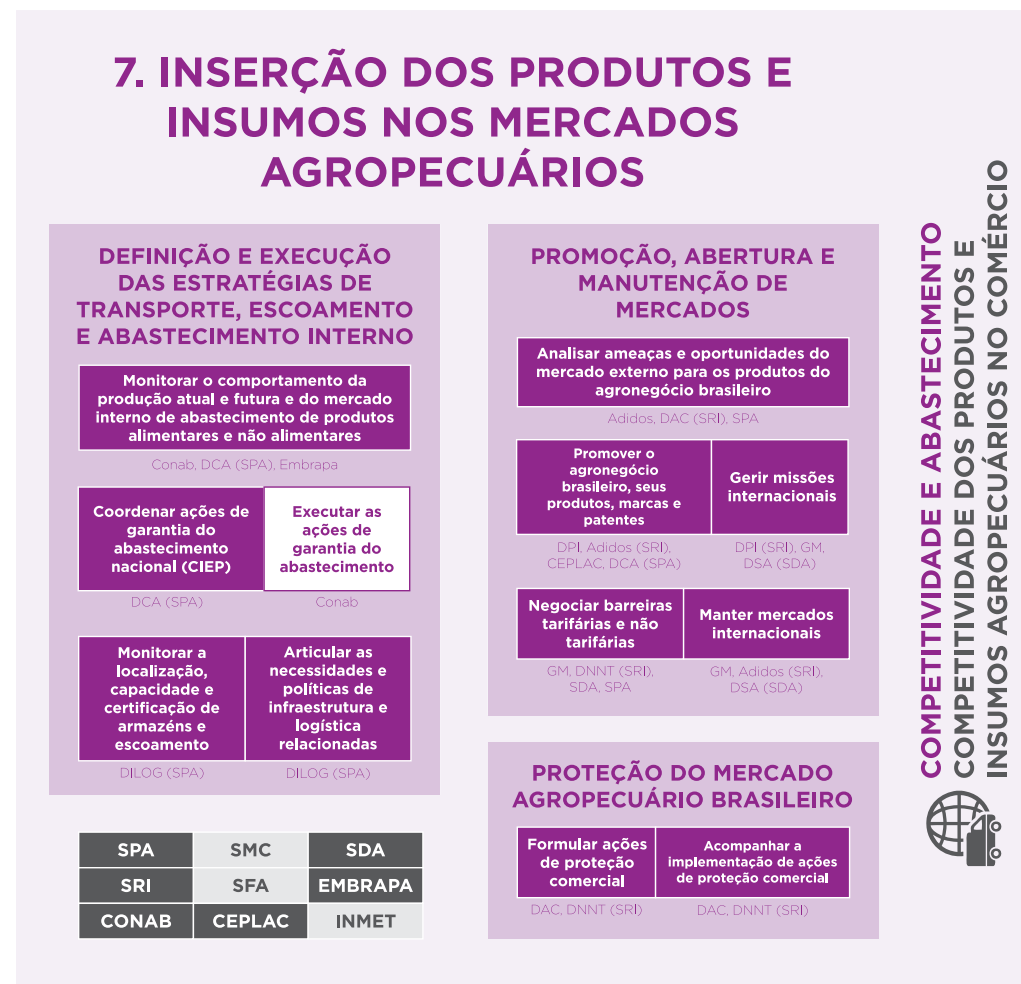 7. INSERÇÃO DOS PRODUTOS E
INSUMOS NOS MERCADOS
AGROPECUÁRIOS
DEFINIÇÃO E EXECUÇÃO
DAS ESTRATÉGIAS DE
TRANSPORTE, ESCOAMENTO
E ABASTECIMENTO INTERNO
Monitorar o comportamento da
produção atual e futura e do mercado
interno de abastecimento de produtos
alimentares e não alimentares
Conab, DCA (SPA), Embrapa
Coordenar ações de
garantia do
abastecimento
nacional (CIEP)
DCA (SPA)
Executar as
ações de
garantia do
abastecimento
Conab
Monitorar a
localização,
capacidade e
certificação de
armazéns e
escoamento
DILOG (SPA)
Articular as
necessidades e
políticas de
infraestrutura e
logística
relacionadas
DILOG (SPA)
PROMOÇÃO, ABERTURA E
MANUTENÇÃO DE
MERCADOS
Analisar ameaças e oportunidades do
mercado externo para os produtos do
agronegócio brasileiro
Adidos, DAC (SRI), SPA
Promover o
agronegócio
brasileiro, seus
produtos, marcas e
patentes
DPI, Adidos (SRI),
CEPLAC, DCA (SPA)
Gerir missões
internacionais
DPI (SRI), GM,
DSA (SDA)
Negociar barreiras
tarifárias e não
tarifárias
GM, DNNT (SRI),
SDA, SPA
Manter mercados
internacionais
GM, Adidos (SRI),
DSA (SDA)
PROTEÇÃO DO MERCADO
AGROPECUÁRIO BRASILEIRO
Formular ações
de proteção
comercial
DAC, DNNT (SRI)
Acompanhar a
implementação de ações
de proteção comercial
DAC, DNNT (SRI)
SPA SMC SDA
SRI SFA EMBRAPA
CONAB CEPLAC INMET
COMPETITIVIDADE E ABASTECIMENTO
COMPETITIVIDADE DOS PRODUTOS E
INSUMOS AGROPECUÁRIOS NO COMÉRCIO